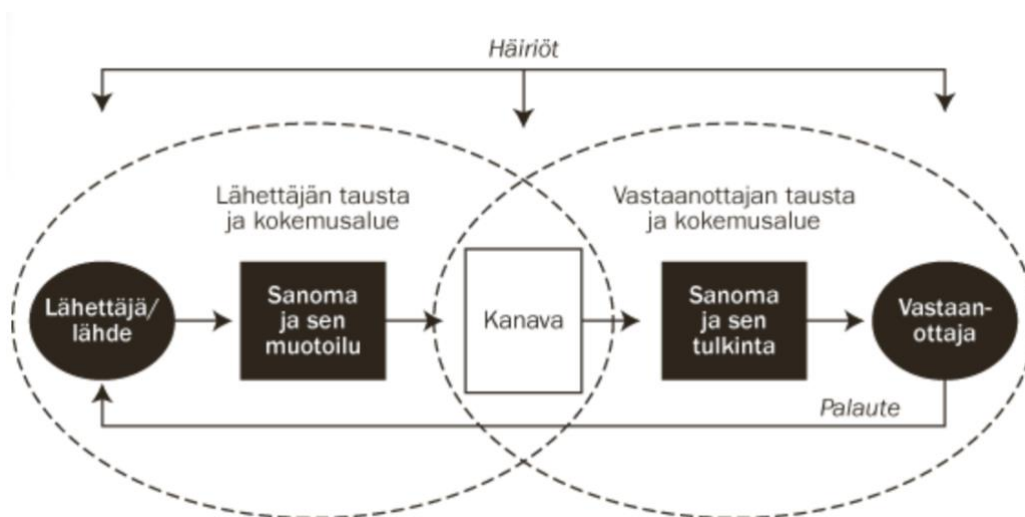 Häiriöt
Lähettäjän tausta
ja kokemusalue
Vastaanottajan tausta
ja kokemusalue
Lähettäjä/
lähde
Sanoma
ja sen
muotoilu
Kanava
Sanoma
ja sen
tulkinta
Vastaan-
ottaja
Palaute